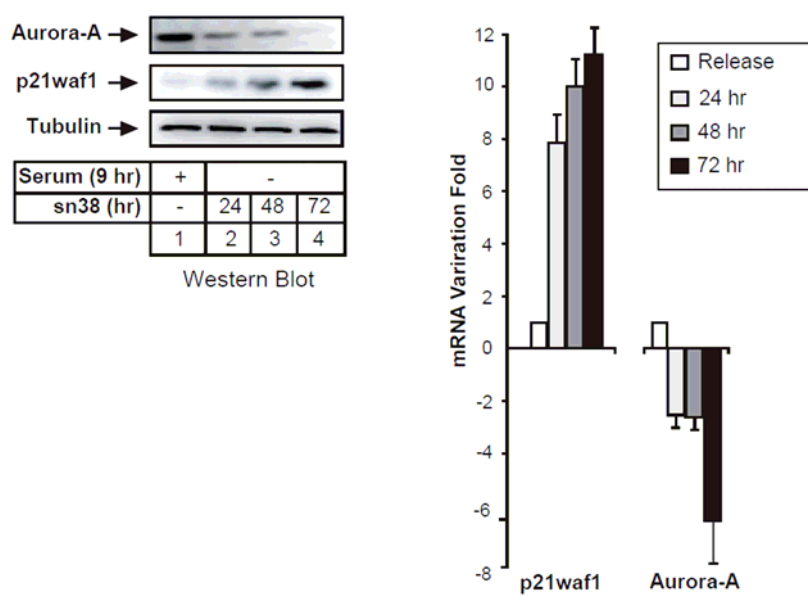 Aurora-A
p21waf1
Tubulin
Serum (9 hr) + -
sn38 (hr) - 24 48 72
1 2 3 4
Western Blot
mRNA Variration Fold
12
10
8
6
4
2
0
-2
-4
-6
-8
p21waf1 Aurora-A
Release
24 hr
48 hr
72 hr